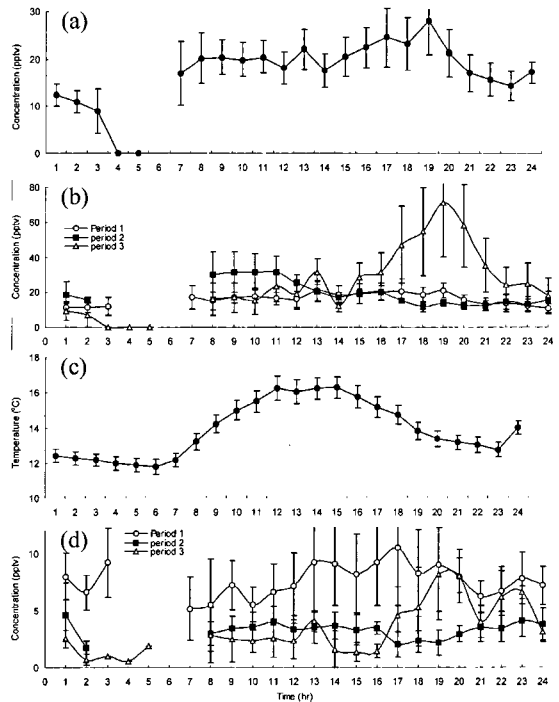 (a)
Concentration (pptv)
30
20
10
0
0 1 2 3 4 5 6 7 8 9 10 11 12 13 14 15 16 17 18 19 20 21 22 23 24
(b)
Concentration (pptv)
80
60
40
20
0
Period 1
period 2
period 3
0 1 2 3 4 5 6 7 8 9 10 11 12 13 14 15 16 17 18 19 20 21 22 23 24
(c)
Temperature (°C)
18
16
14
12
10
0 1 2 3 4 5 6 7 8 9 10 11 12 13 14 15 16 17 18 19 20 21 22 23 24
(d)
Concentration (pptv)
10
5
0
Period 1
period 2
period 3
0 1 2 3 4 5 6 7 8 9 10 11 12 13 14 15 16 17 18 19 20 21 22 23 24
Time (hr)